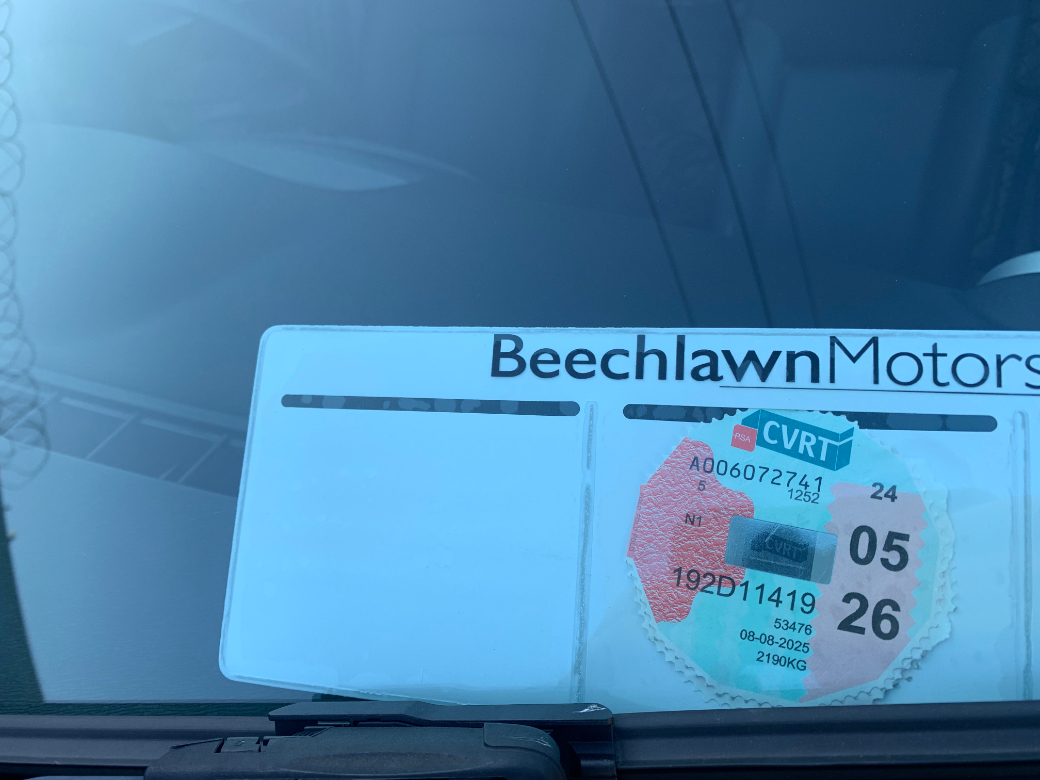 BeechlawnMotors
RSA CVRT
A006072741
5 1252
24
N1
CVRT
05
192D11419
26
53476
08-08-2025
2190KG